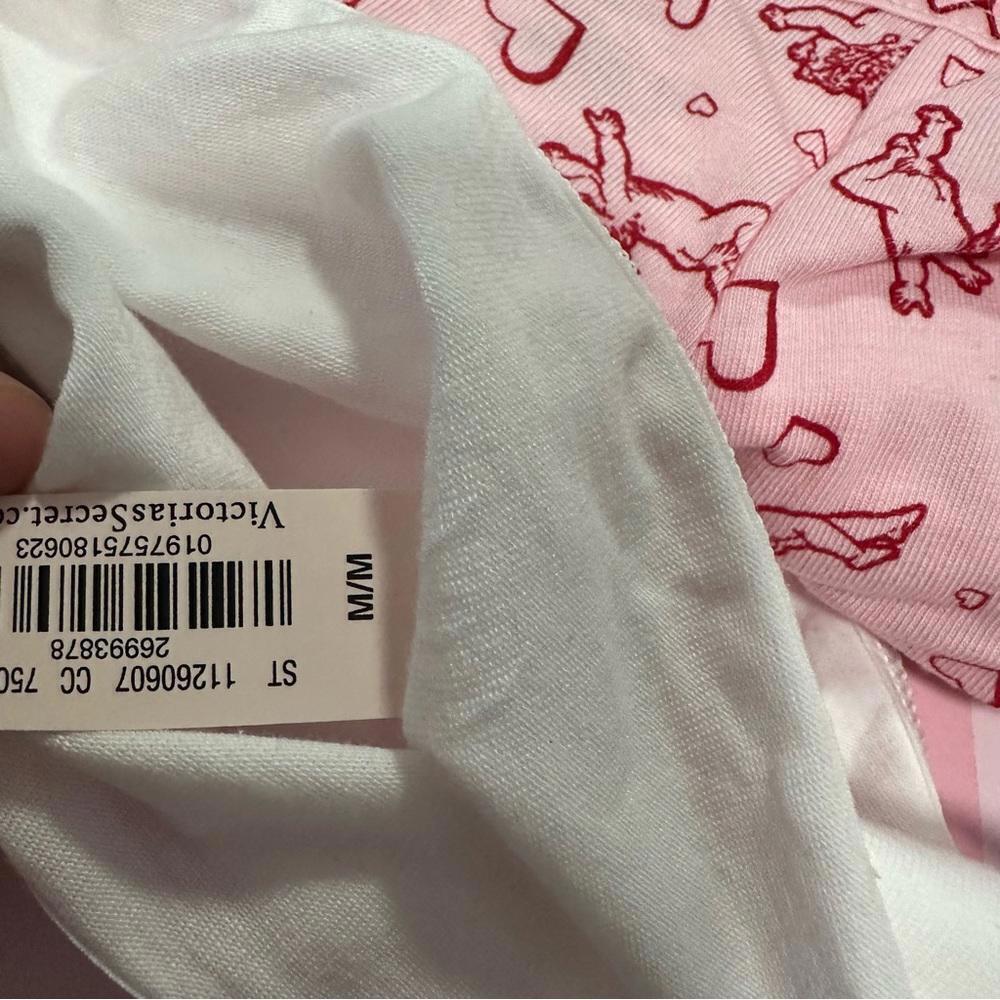 ST 11260607 CC 750
26993878
0197575180623
VictoriasSecret.co
M/M